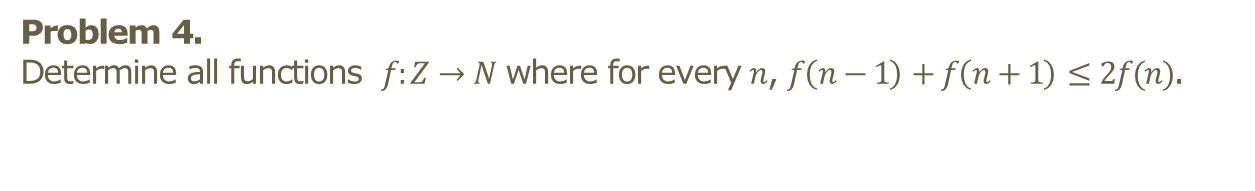 Problem 4.
Determine all functions f: Z → N where for every n, f(n − 1) + f(n + 1) ≤ 2f(n).